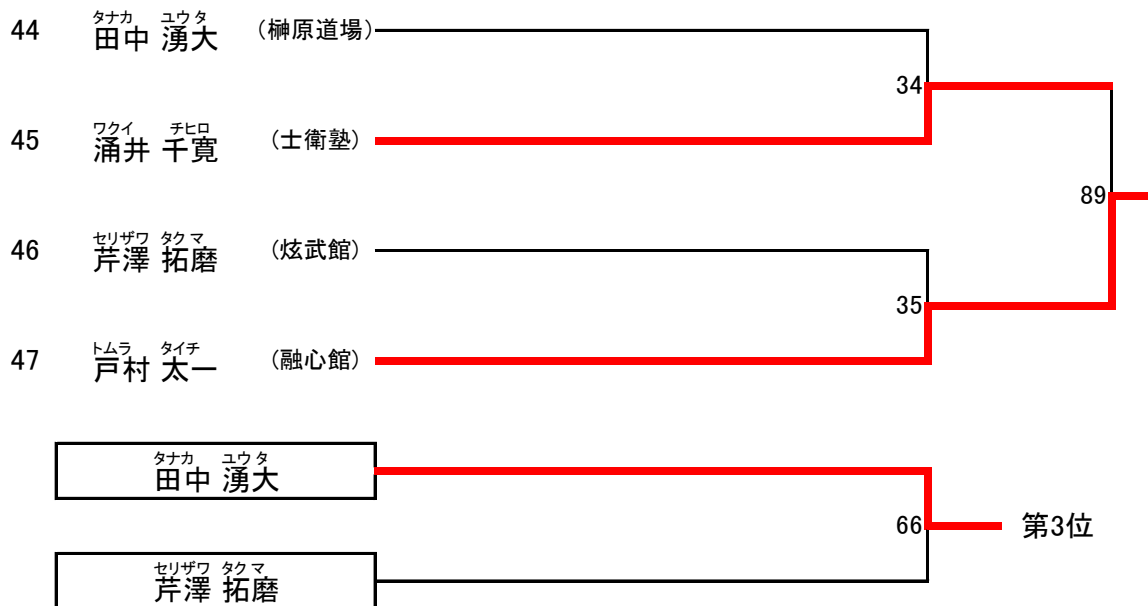 タナカ ユウタ
44 田中 湧大 (榊原道場)
34
ワクイ チヒロ
45 涌井 千寛 (士衛塾)
89
セリザワ タクマ
46 芹澤 拓磨 (炫武館)
35
トムラ タイチ
47 戸村 太一 (融心館)
タナカ ユウタ
田中 湧大
66 第3位
セリザワ タクマ
芹澤 拓磨